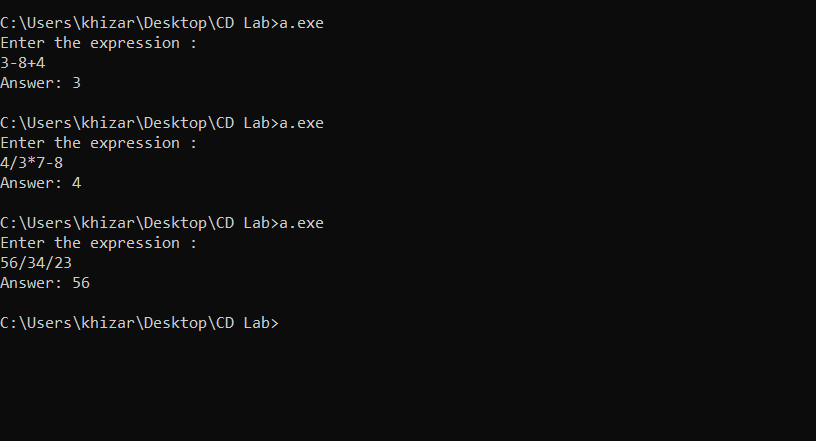 C:\Users\khizar\Desktop\CD Lab>a.exe
Enter the expression :
3-8+4
Answer: 3
C:\Users\khizar\Desktop\CD Lab>a.exe
Enter the expression :
4/3*7-8
Answer: 4
C:\Users\khizar\Desktop\CD Lab>a.exe
Enter the expression :
56/34/23
Answer: 56
C:\Users\khizar\Desktop\CD Lab>